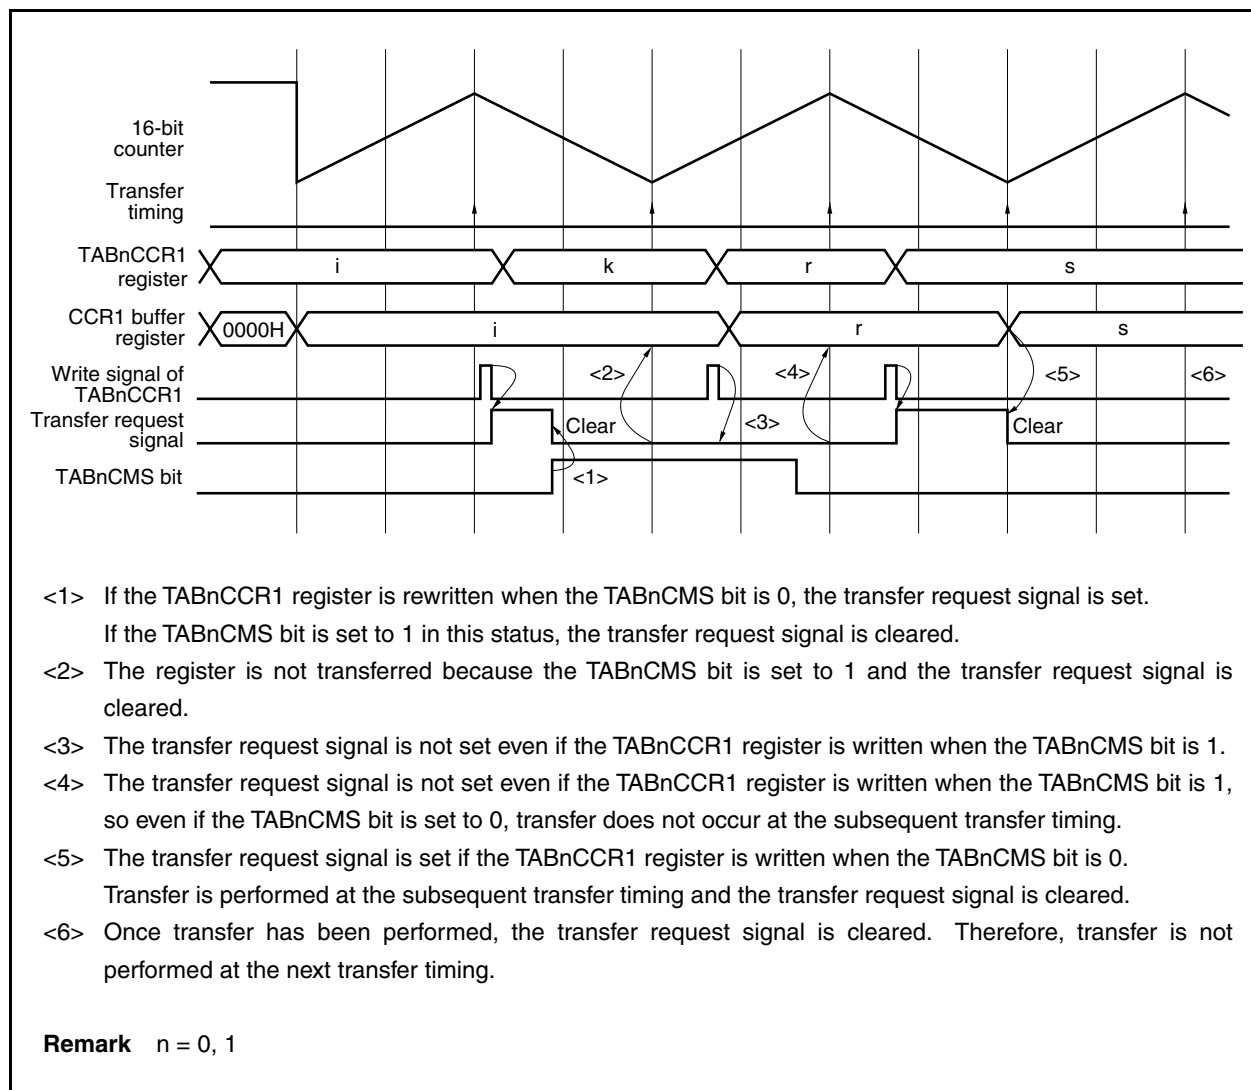 16-bit
counter
Transfer
timing
TABnCCR1
register
i
k
r
s
CCR1 buffer
register
0000H
i
r
s
Write signal of
TABnCCR1
<2>
<4>
<5>
<6>
Transfer request
signal
Clear
<3>
Clear
TABnCMS bit
<1>
<1> If the TABnCCR1 register is rewritten when the TABnCMS bit is 0, the transfer request signal is set.
If the TABnCMS bit is set to 1 in this status, the transfer request signal is cleared.
<2> The register is not transferred because the TABnCMS bit is set to 1 and the transfer request signal is
cleared.
<3> The transfer request signal is not set even if the TABnCCR1 register is written when the TABnCMS bit is 1.
<4> The transfer request signal is not set even if the TABnCCR1 register is written when the TABnCMS bit is 1,
so even if the TABnCMS bit is set to 0, transfer does not occur at the subsequent transfer timing.
<5> The transfer request signal is set if the TABnCCR1 register is written when the TABnCMS bit is 0.
Transfer is performed at the subsequent transfer timing and the transfer request signal is cleared.
<6> Once transfer has been performed, the transfer request signal is cleared. Therefore, transfer is not
performed at the next transfer timing.
Remark n = 0, 1